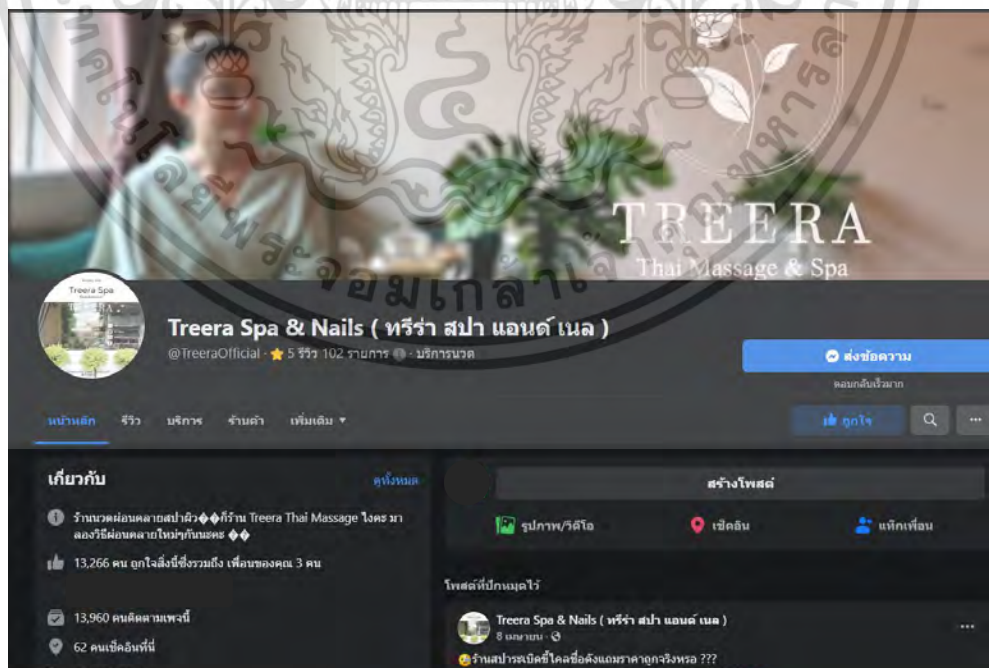 TREERA
Thai Massage & Spa
Treera Spa
Treera Spa & Nails ( ทรีร่า สปา แอนด์ เนล )
@TreeraOfficial · 5 รีวิว 102 รายการ · บริการนวด
ส่งข้อความ
ตอบกลับเร็วมาก
หน้าหลัก รีวิว บริการ ร้านค้า เพิ่มเติม
ถูกใจ
เกี่ยวกับ ดูทั้งหมด
ร้านนวดผ่อนคลายสปาผิว��ก็ร้าน Treera Thai Massage ไงคะ มา
ลองวิธีผ่อนคลายใหม่ๆกันนะคะ ��
13,266 คน ถูกใจสิ่งนี้ซึ่งรวมถึง เพื่อนของคุณ 3 คน
13,960 คนติดตามเพจนี้
62 คนเช็คอินที่นี่
สร้างโพสต์
รูปภาพ/วิดีโอ เช็คอิน แท็กเพื่อน
โพสต์ที่ปักหมุดไว้
Treera Spa & Nails ( ทรีร่า สปา แอนด์ เนล )
8 เมษายน
ร้านสปาระเบิดขี้ไคลชื่อดังแถมราคาถูกจริงหรอ ???